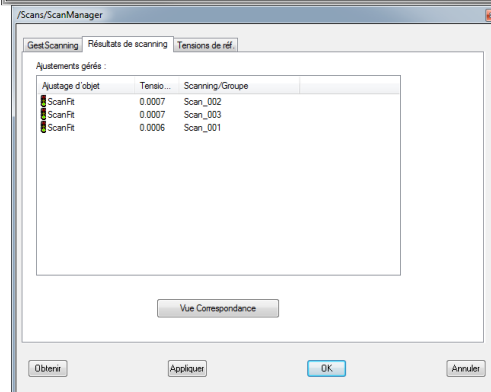 /Scans/ScanManager
GestScanning Résultats de scanning Tensions de réf.
Ajustements gérés :
Ajustage d'objet Tensio... Scanning/Groupe
ScanFit 0.0007 Scan_002
ScanFit 0.0007 Scan_003
ScanFit 0.0006 Scan_001
Vue Correspondance
Obtenir Appliquer OK Annuler